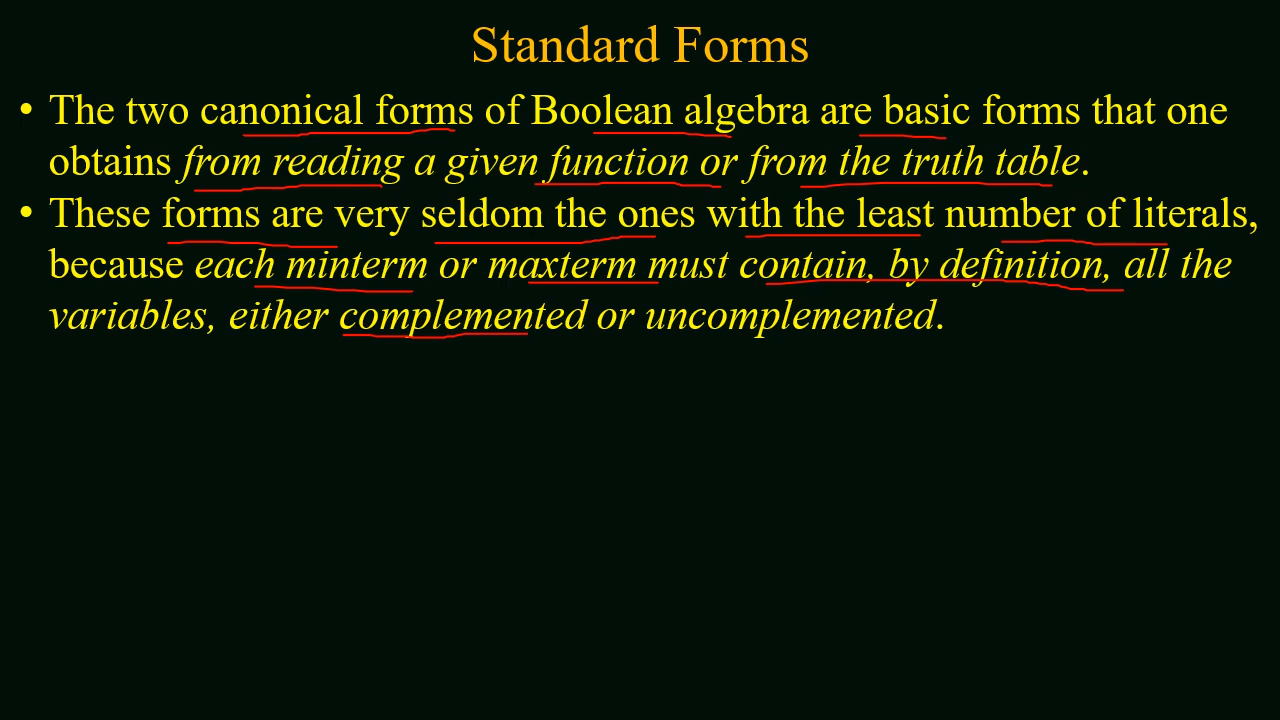 Standard Forms
• The two canonical forms of Boolean algebra are basic forms that one
obtains from reading a given function or from the truth table.
• These forms are very seldom the ones with the least number of literals,
because each minterm or maxterm must contain, by definition, all the
variables, either complemented or uncomplemented.